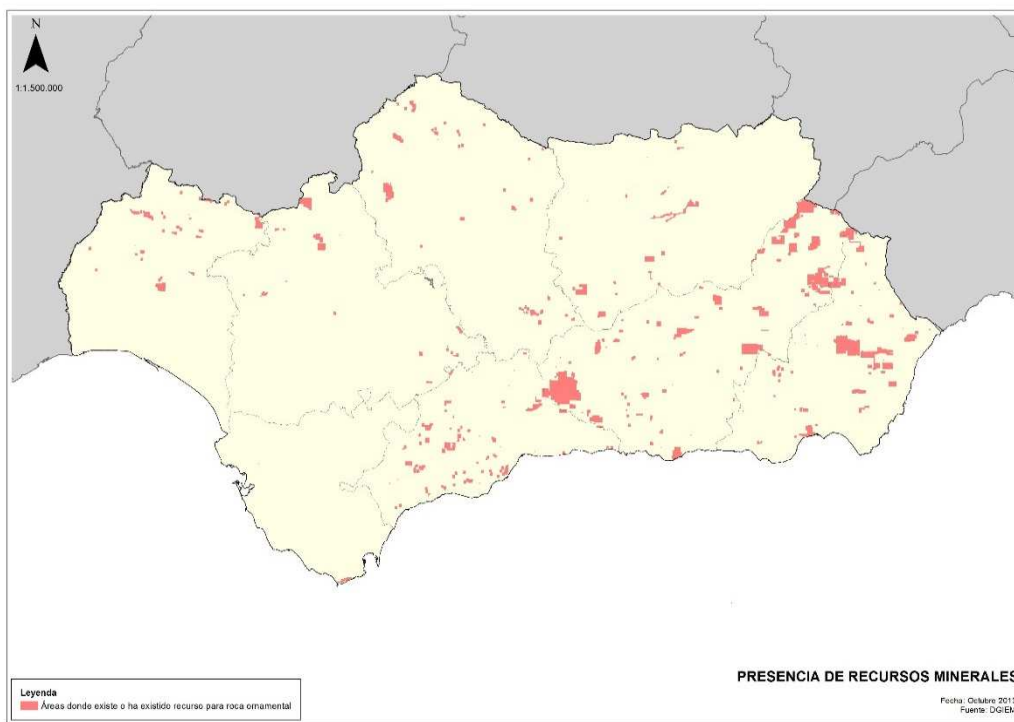 N
1:1.500.000
PRESENCIA DE RECURSOS MINERALES
Leyenda
Áreas donde existe o ha existido recurso para roca ornamental
Fecha: Octubre
Fuente: DGIEM